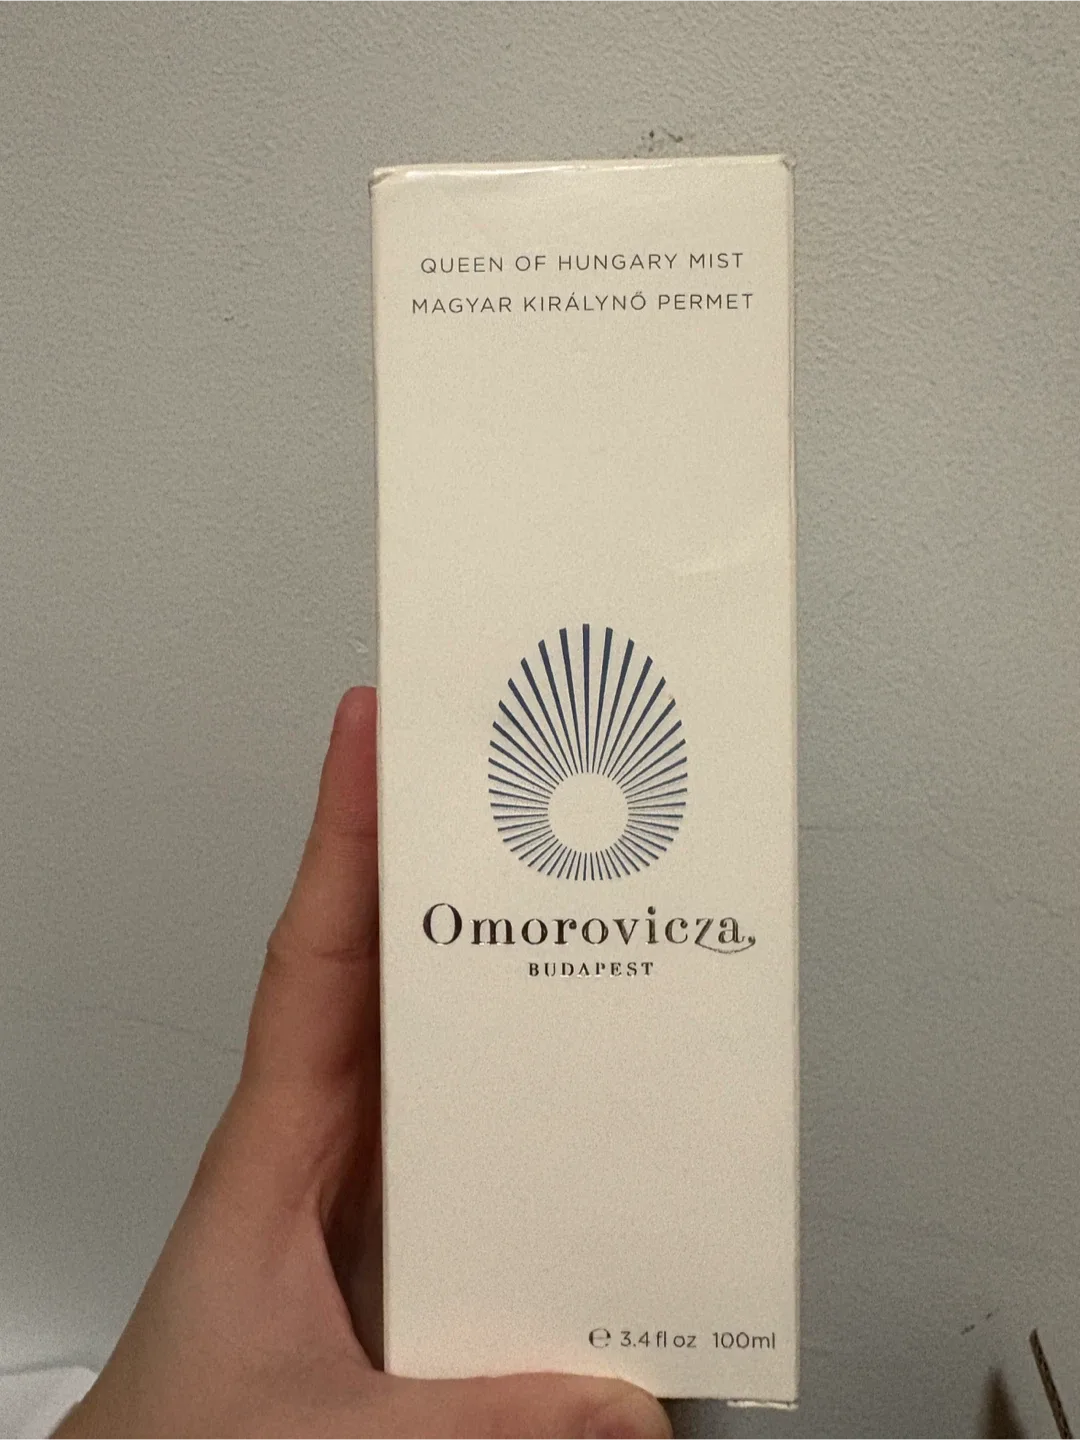 QUEEN OF HUNGARY MIST
MAGYAR KIRÁLYNŐ PERMET
Omorovicza
BUDAPEST
℮ 3.4 fl oz 100ml